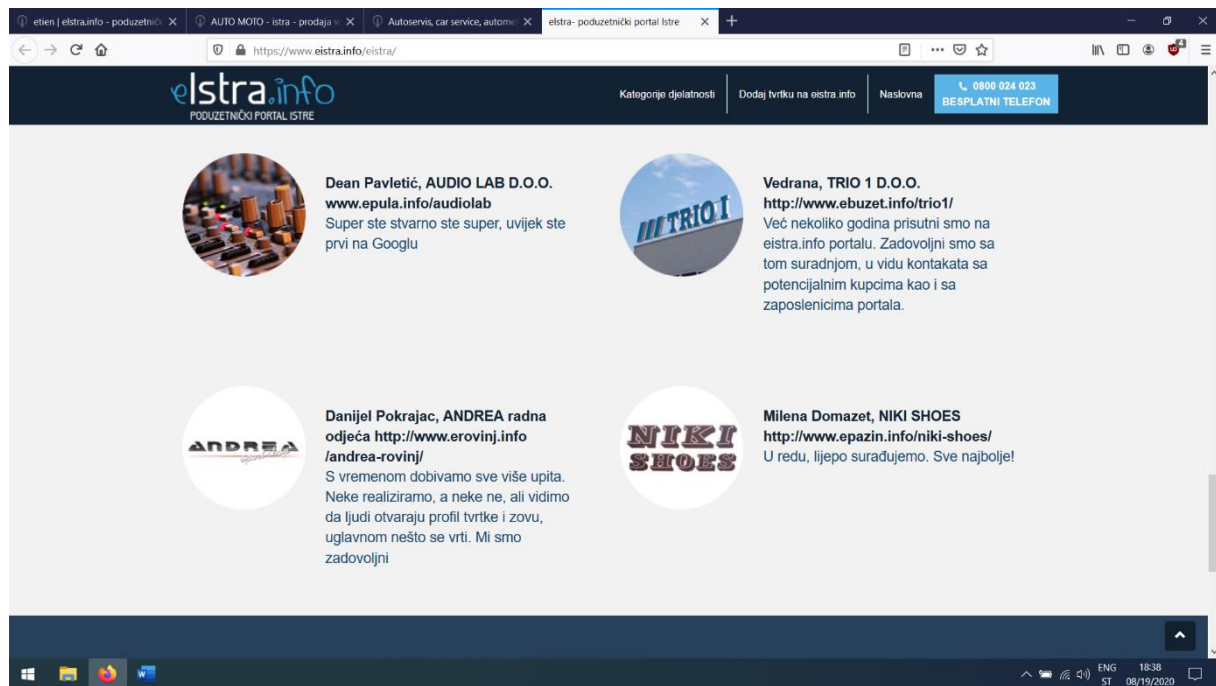 etien | eIstra.info - poduzetnič
AUTO MOTO - istra - prodaja v
Autoservis, car service, autome
eIstra- poduzetnički portal Istre
https://www.eistra.info/eistra/
eIstra.info
PODUZETNIČKI PORTAL ISTRE
Kategorije djelatnosti
Dodaj tvrtku na eistra.info
Naslovna
0800 024 023
BESPLATNI TELEFON
Dean Pavletić, AUDIO LAB D.O.O.
www.epula.info/audiolab
Super ste stvarno ste super, uvijek ste
prvi na Googlu
TRIO 1
Vedrana, TRIO 1 D.O.O.
http://www.ebuzet.info/trio1/
Već nekoliko godina prisutni smo na
eistra.info portalu. Zadovoljni smo sa
tom suradnjom, u vidu kontakata sa
potencijalnim kupcima kao i sa
zaposlenicima portala.
ANDREA
Danijel Pokrajac, ANDREA radna
odjeća http://www.erovinj.info
/andrea-rovinj/
S vremenom dobivamo sve više upita.
Neke realiziramo, a neke ne, ali vidimo
da ljudi otvaraju profil tvrtke i zovu,
uglavnom nešto se vrti. Mi smo
zadovoljni
NIKI
SHOES
Milena Domazet, NIKI SHOES
http://www.epazin.info/niki-shoes/
U redu, lijepo surađujemo. Sve najbolje!
ENG
ST
18:38
08/19/2020